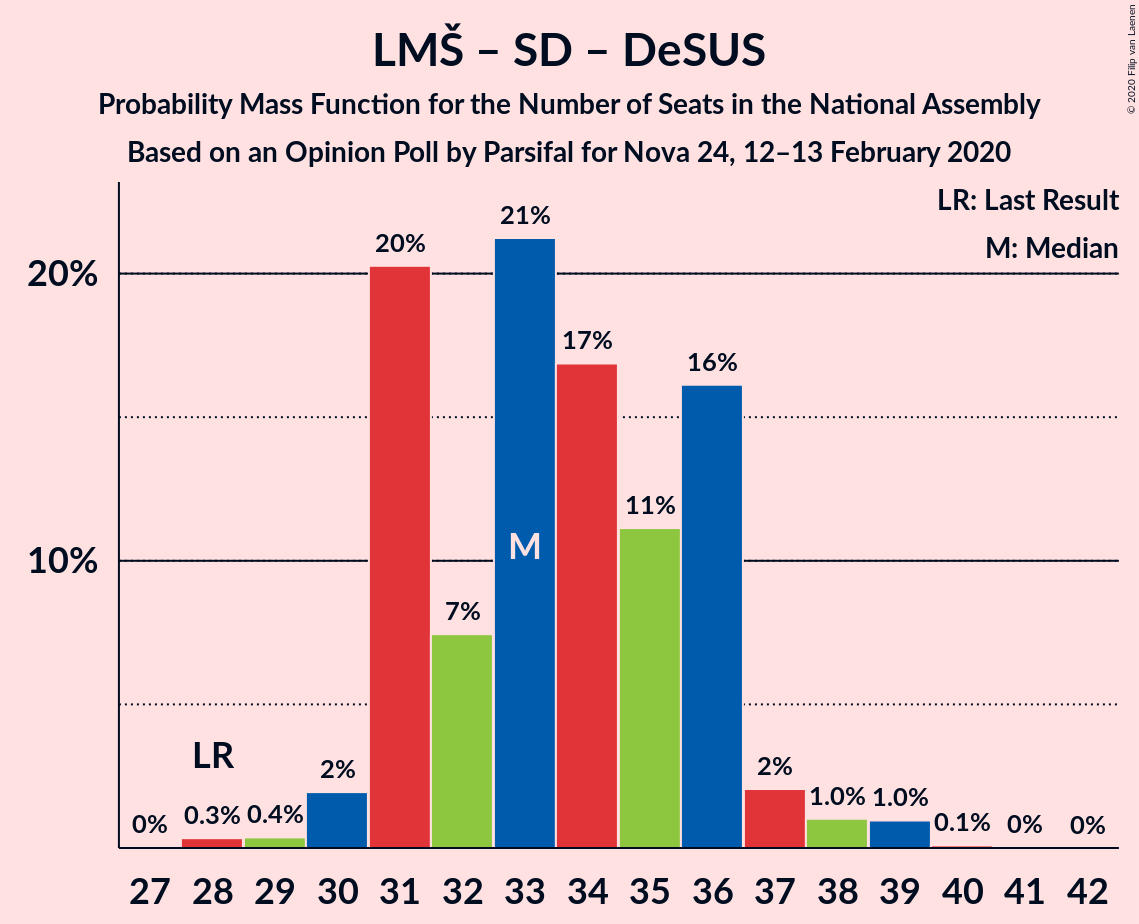 LMŠ – SD – DeSUS
Probability Mass Function for the Number of Seats in the National Assembly
Based on an Opinion Poll by Parsifal for Nova 24, 12–13 February 2020
© 2020 Filip van Laenen
LR: Last Result
M: Median
20%
10%
0%
0.3%
0.4%
2%
20%
7%
21%
17%
11%
16%
2%
1.0%
1.0%
0.1%
0%
0%
LR
M
27 28 29 30 31 32 33 34 35 36 37 38 39 40 41 42